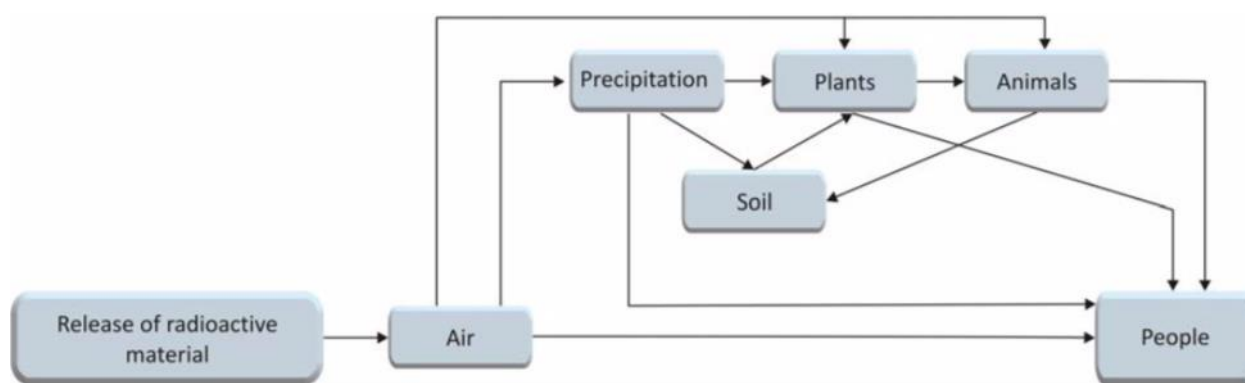 Precipitation
Plants
Animals
Soil
Release of radioactive
material
Air
People